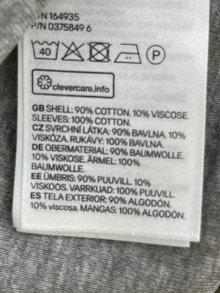 N 164935
N 0375849 6
40
P
clevercare.info
GB SHELL: 90% COTTON. 10% VISCOSE.
SLEEVES: 100% COTTON.
CZ SVRCHNÍ LÁTKA: 90% BAVLNA. 10%
VISKÓZA. RUKÁVY: 100% BAVLNA.
DE OBERMATERIAL: 90% BAUMWOLLE.
10% VISKOSE. ÄRMEL: 100%
BAUMWOLLE.
EE ÜMBRIS: 90% PUUVILL. 10%
VISKOOS. VARRUKAD: 100% PUUVILL.
ES TELA EXTERIOR: 90% ALGODÓN.
10% viscosa. MANGAS: 100% ALGODÓN.